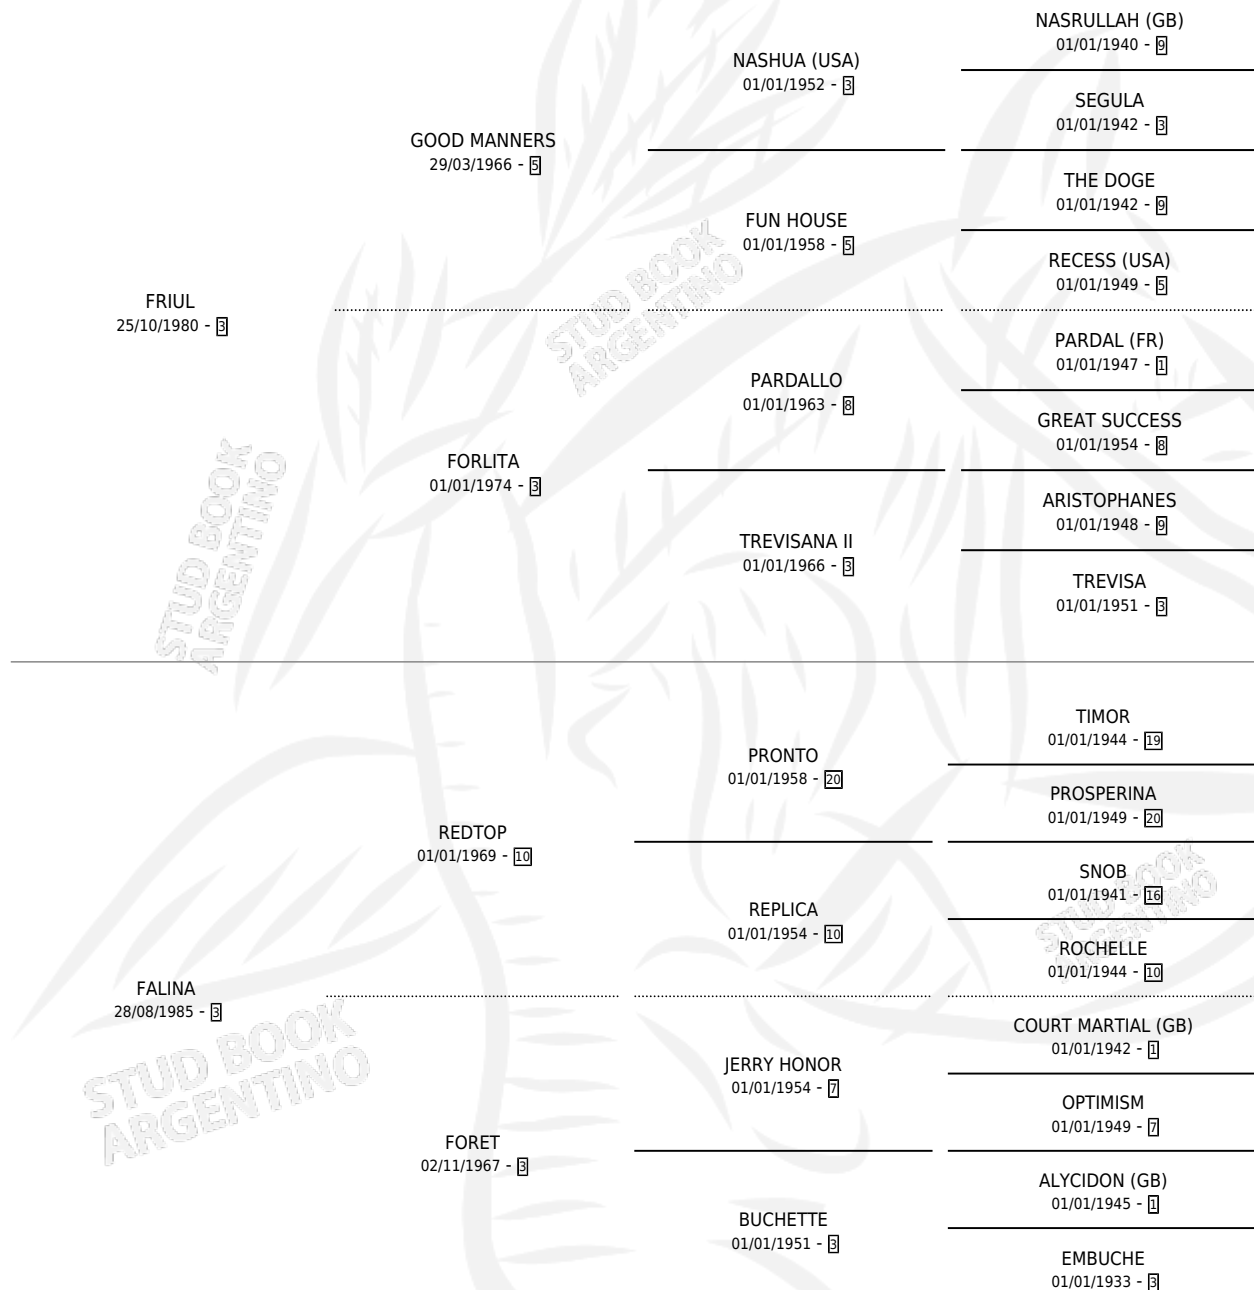 NASRULLAH (GB)
01/01/1940 - 9
NASHUA (USA)
01/01/1952 - 3
SEGULA
01/01/1942 - 3
GOOD MANNERS
29/03/1966 - 5
THE DOGE
01/01/1942 - 9
FUN HOUSE
01/01/1958 - 5
RECESS (USA)
01/01/1949 - 5
FRIUL
25/10/1980 - 3
PARDAL (FR)
01/01/1947 - 1
PARDALLO
01/01/1963 - 8
GREAT SUCCESS
01/01/1954 - 8
FORLITA
01/01/1974 - 3
ARISTOPHANES
01/01/1948 - 9
TREVISANA II
01/01/1966 - 3
TREVISA
01/01/1951 - 3
TIMOR
01/01/1944 - 19
PRONTO
01/01/1958 - 20
PROSPERINA
01/01/1949 - 20
REDTOP
01/01/1969 - 10
SNOB
01/01/1941 - 16
REPLICA
01/01/1954 - 10
ROCHELLE
01/01/1944 - 10
FALINA
28/08/1985 - 3
COURT MARTIAL (GB)
01/01/1942 - 1
JERRY HONOR
01/01/1954 - 7
OPTIMISM
01/01/1949 - 7
FORET
02/11/1967 - 3
ALYCIDON (GB)
01/01/1945 - 1
BUCHETTE
01/01/1951 - 3
EMBUCHE
01/01/1933 - 3
STUD BOOK
ARGENTINO
STUD BOOK
ARGENTINO
STUD BOOK
ARGENTINO
STUD BOOK
ARGENTINO